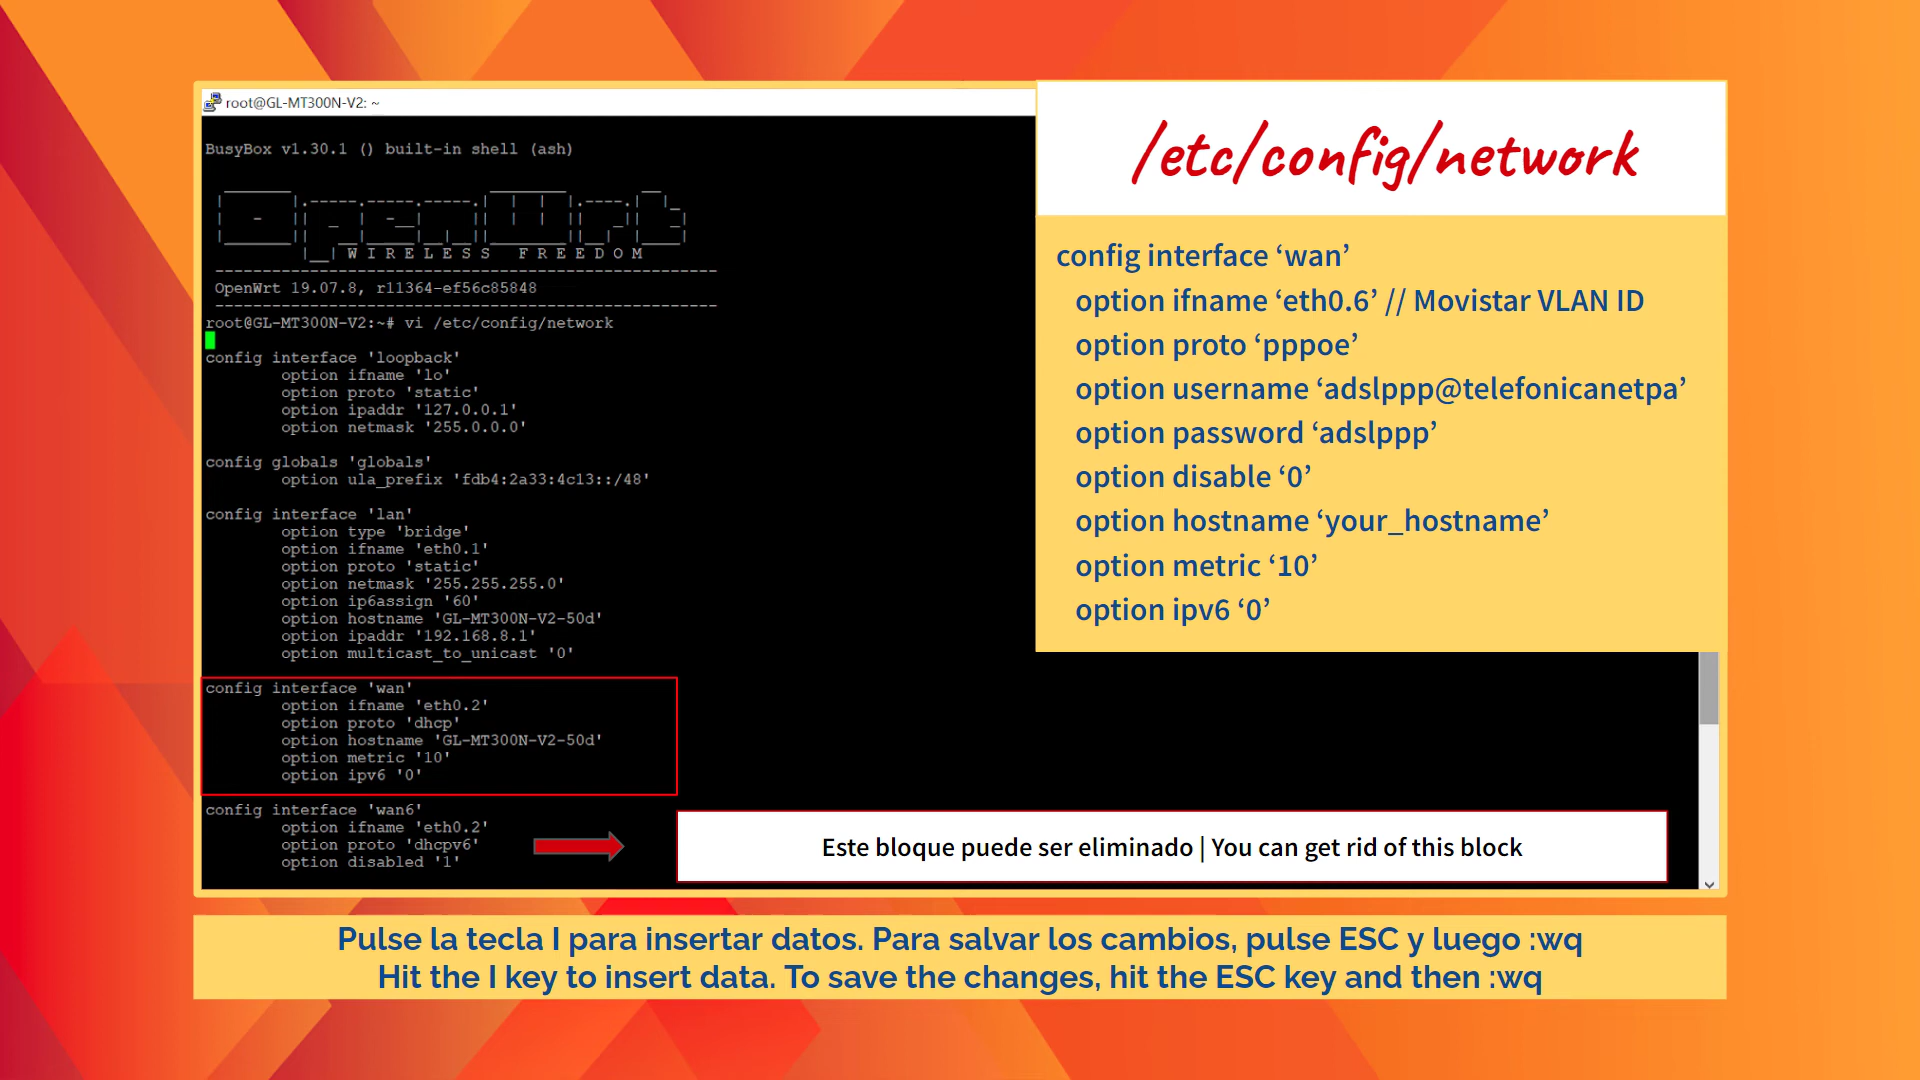 root@GL-MT300N-V2: ~
BusyBox v1.30.1 () built-in shell (ash)
OpenWrt
W I R E L E S S   F R E E D O M
OpenWrt 19.07.8, r11364-ef56c85848
root@GL-MT300N-V2:~# vi /etc/config/network
config interface 'loopback'
option ifname 'lo'
option proto 'static'
option ipaddr '127.0.0.1'
option netmask '255.0.0.0'
config globals 'globals'
option ula_prefix 'fdb4:2a33:4c13::/48'
config interface 'lan'
option type 'bridge'
option ifname 'eth0.1'
option proto 'static'
option netmask '255.255.255.0'
option ip6assign '60'
option hostname 'GL-MT300N-V2-50d'
option ipaddr '192.168.8.1'
option multicast_to_unicast '0'
config interface 'wan'
option ifname 'eth0.2'
option proto 'dhcp'
option hostname 'GL-MT300N-V2-50d'
option metric '10'
option ipv6 '0'
config interface 'wan6'
option ifname 'eth0.2'
option proto 'dhcpv6'
option disabled '1'
/etc/config/network
config interface ‘wan’
option ifname ‘eth0.6’ // Movistar VLAN ID
option proto ‘pppoe’
option username ‘adslppp@telefonicanetpa’
option password ‘adslppp’
option disable ‘0’
option hostname ‘your_hostname’
option metric ‘10’
option ipv6 ‘0’
Este bloque puede ser eliminado | You can get rid of this block
Pulse la tecla I para insertar datos. Para salvar los cambios, pulse ESC y luego :wq
Hit the I key to insert data. To save the changes, hit the ESC key and then :wq